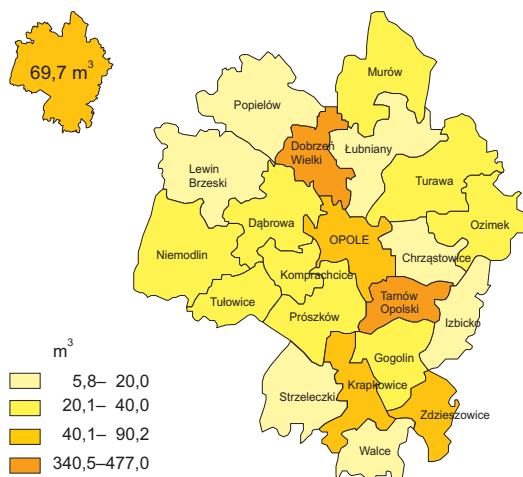 69,7 m³
Murów
Popielów
Dobrzeń
Wielki
Łubniany
Lewin
Brzeski
Turawa
Dąbrowa
Ozimek
OPOLE
Niemodlin
Chrząstowice
Komprachcice
Tułowice
Tarnów
Opolski
Prószków
Izbicko
m³
Gogolin
5,8– 20,0
Strzeleczki
Krapkowice
20,1– 40,0
Zdzieszowice
40,1– 90,2
Walce
340,5–477,0